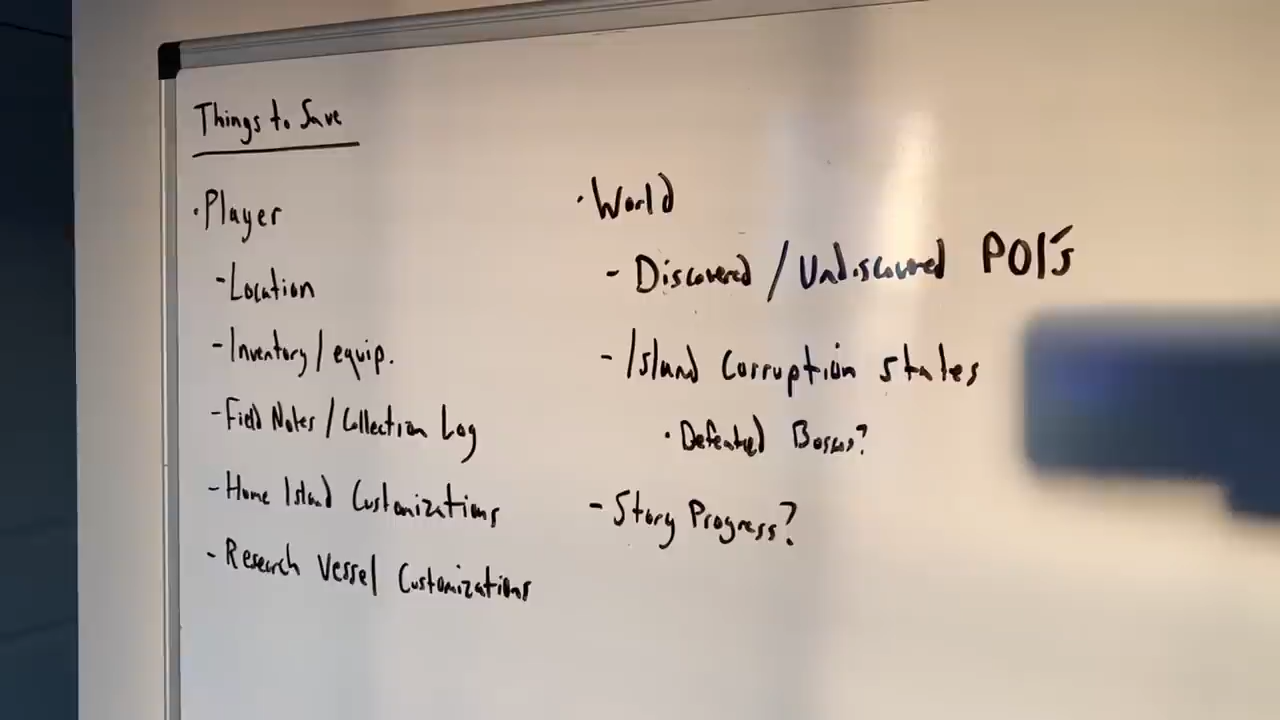 Things to Save
·Player
-Location
-Inventory/equip.
-Field Notes/Collection Log
-Home Island Customizations
-Research Vessel Customizations
·World
- Discovered/Undiscovered POI's
- Island Corruption states
·Defeated Bosses?
- Story Progress?